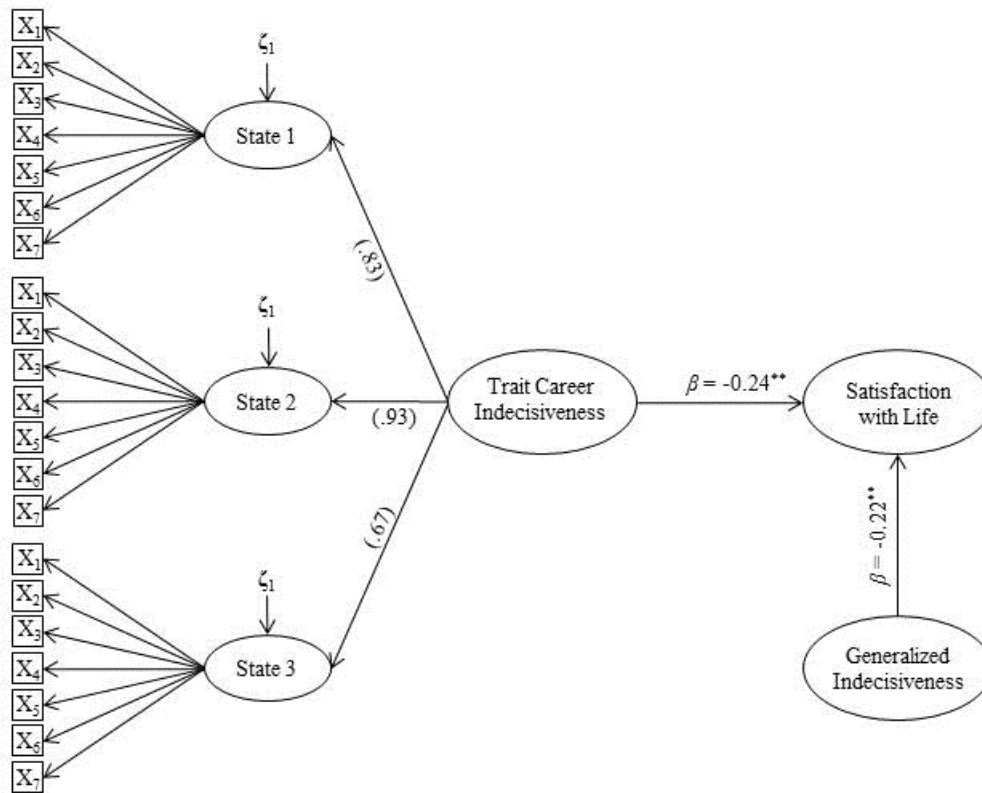 X₁
X₂
X₃
X₄
X₅
X₆
X₇
ζ₁
State 1
(.83)
X₁
X₂
X₃
X₄
X₅
X₆
X₇
ζ₁
State 2
(.93)
Trait Career
Indecisiveness
β = -0.24**
Satisfaction
with Life
X₁
X₂
X₃
X₄
X₅
X₆
X₇
ζ₁
State 3
(.67)
β = -0.22**
Generalized
Indecisiveness